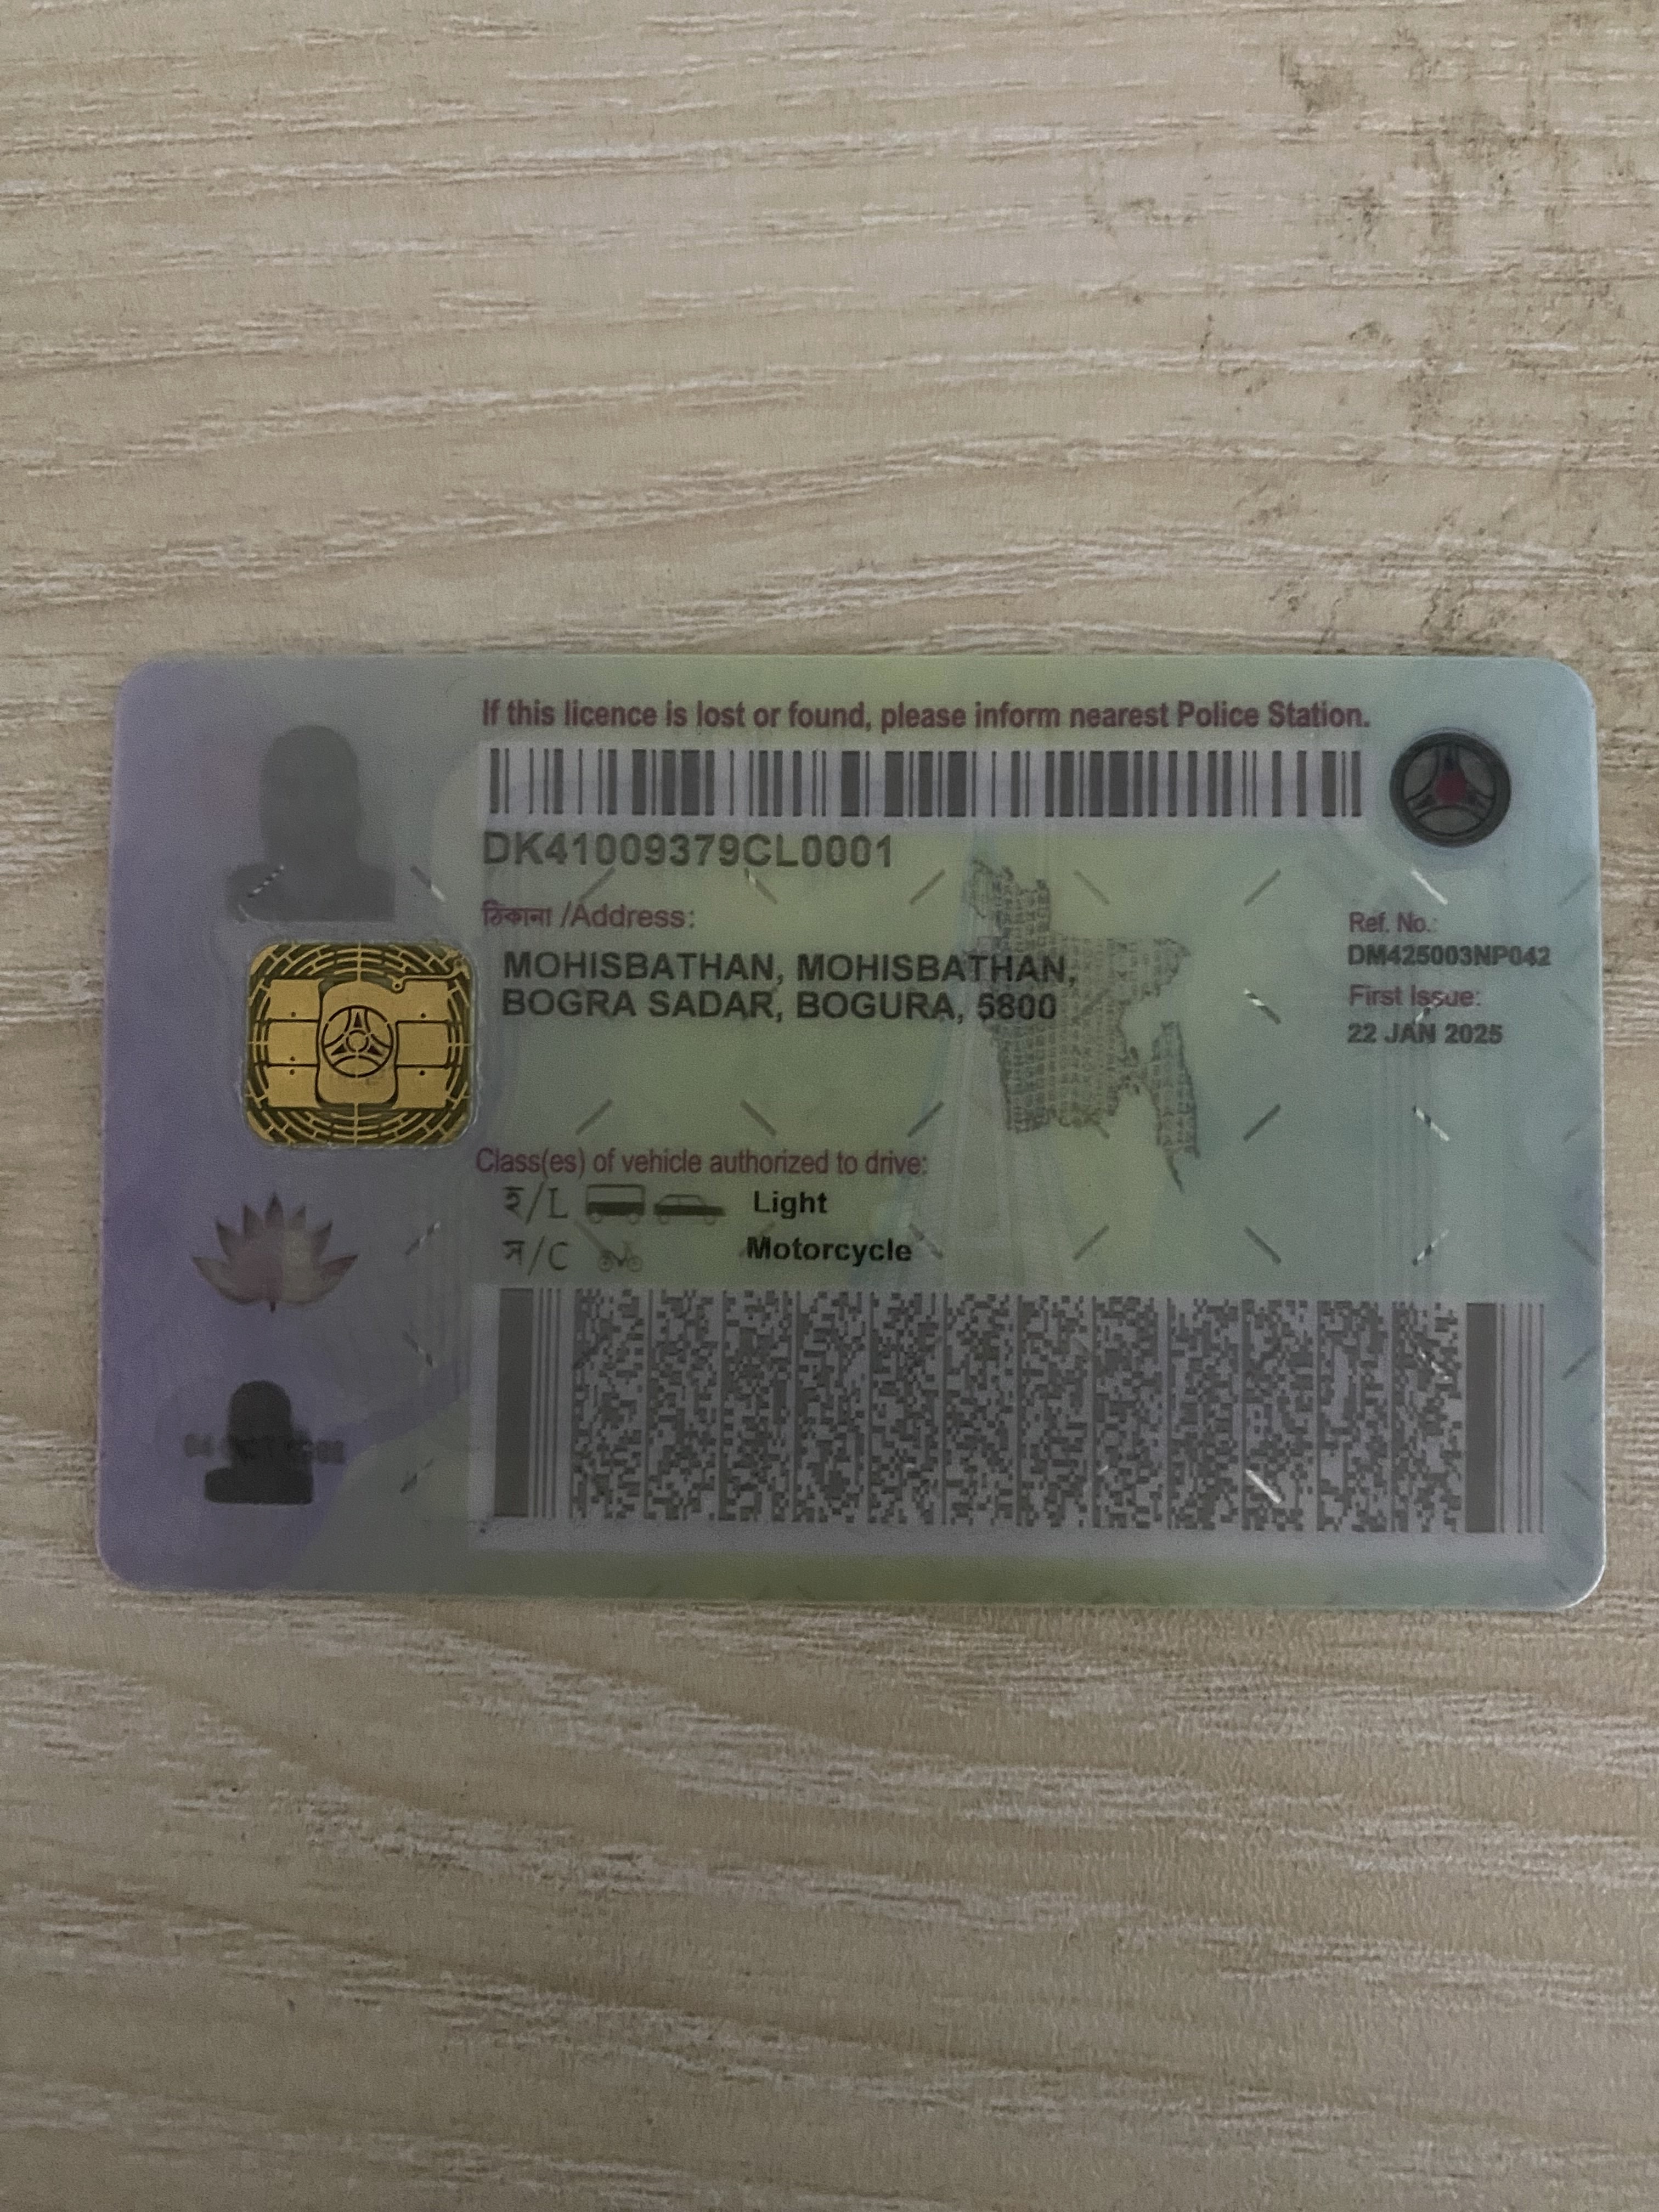 If this licence is lost or found, please inform nearest Police Station.
DK41009379CL0001
ঠিকানা /Address:
MOHISBATHAN, MOHISBATHAN,
BOGRA SADAR, BOGURA, 5800
Ref. No.:
DM425003NP042
First Issue:
22 JAN 2025
Class(es) of vehicle authorized to drive:
হ/L Light
স/C Motorcycle